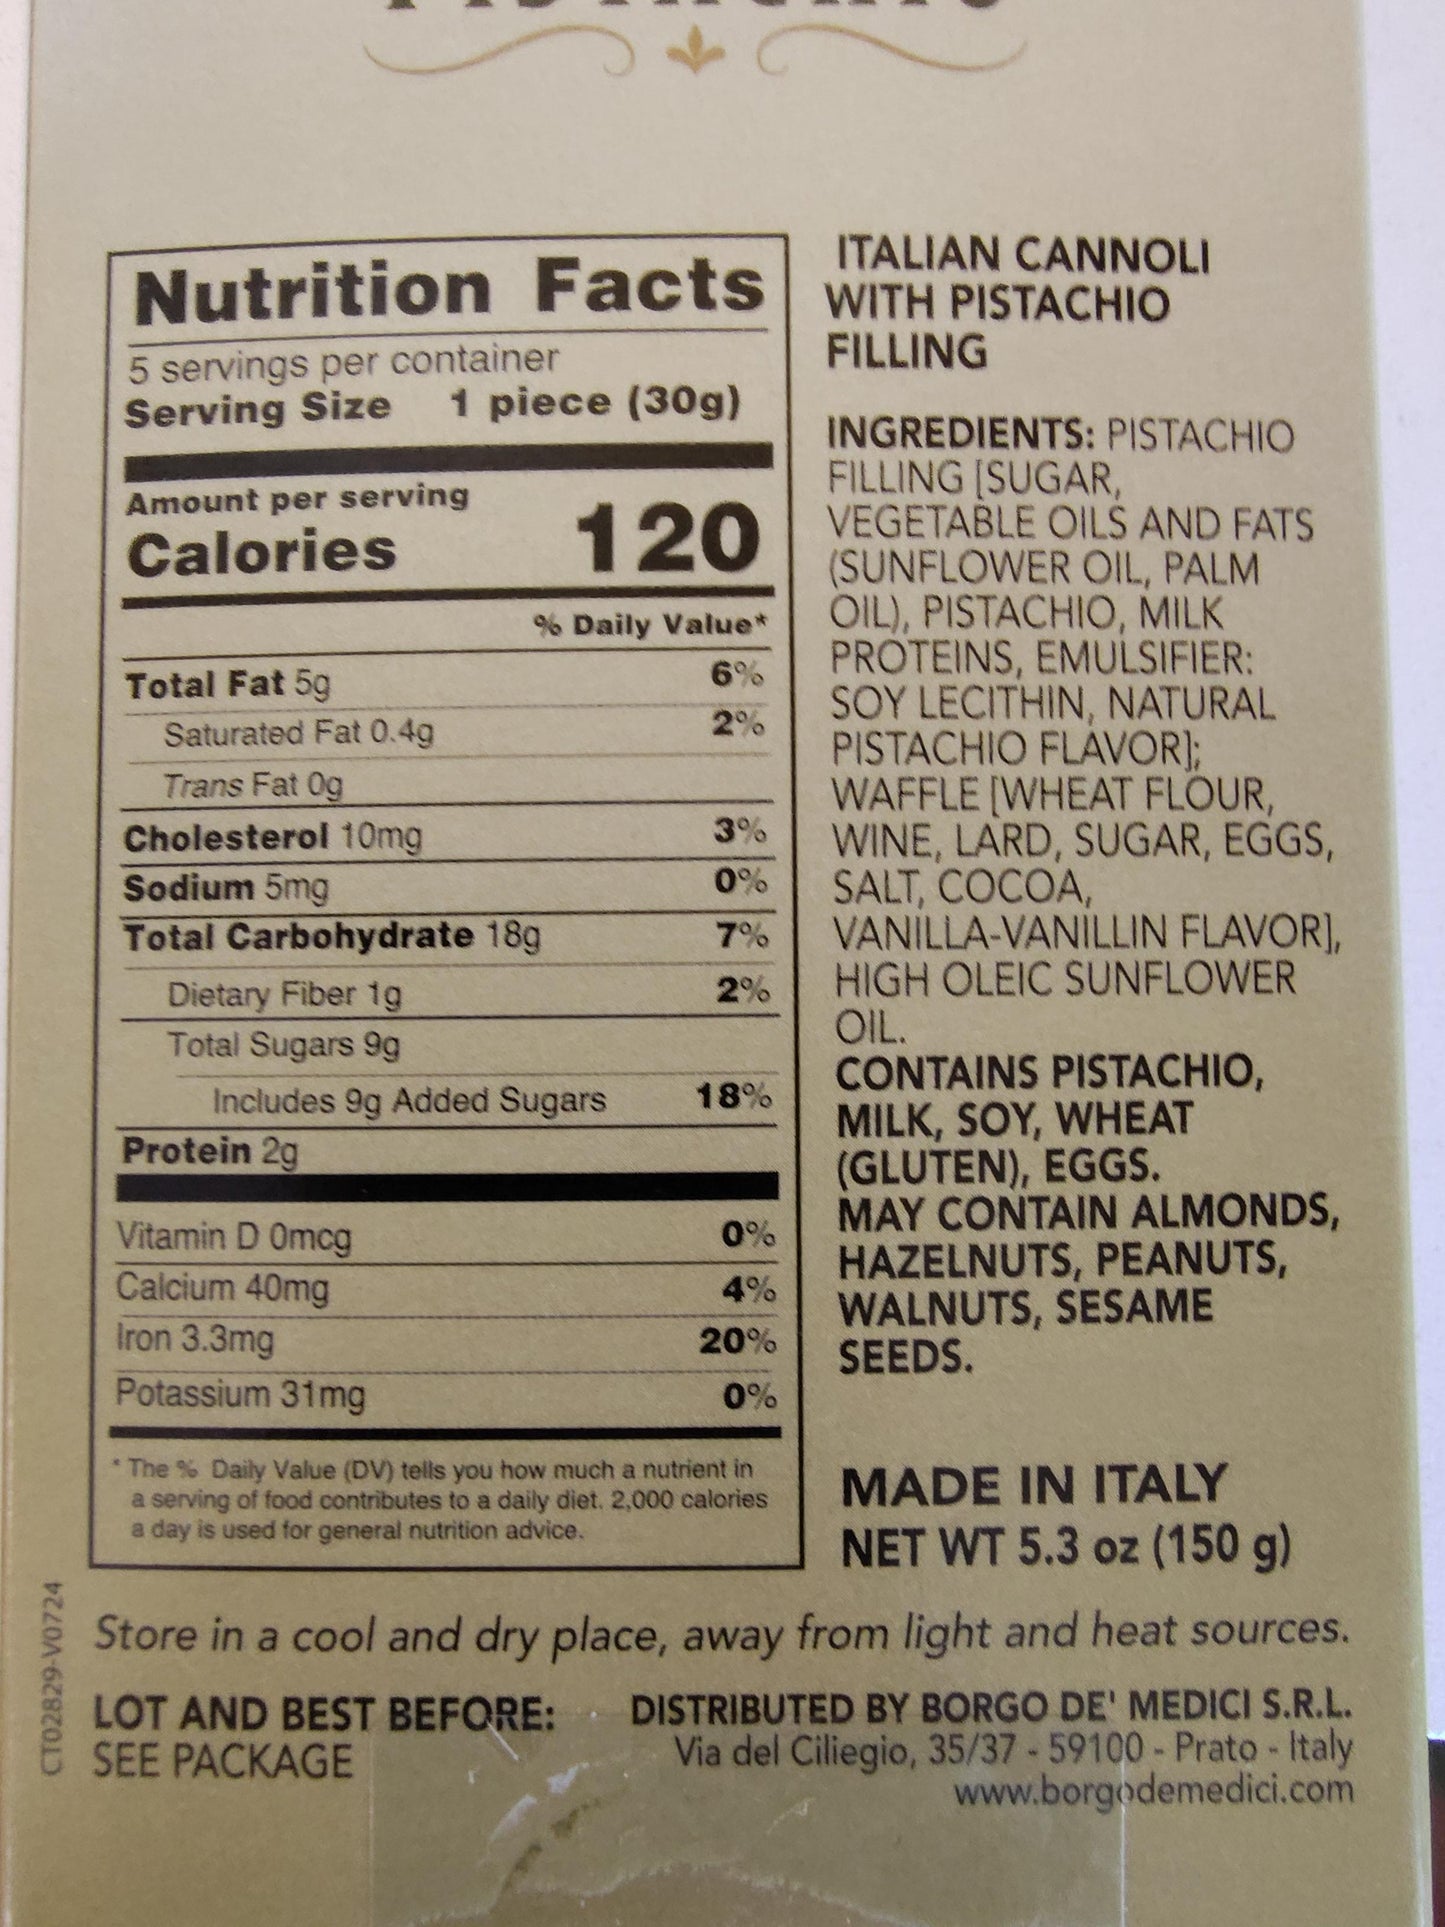 PISTACHIO
Nutrition Facts
5 servings per container
Serving Size 1 piece (30g)
Amount per serving
Calories 120
% Daily Value*
Total Fat 5g 6%
Saturated Fat 0.4g 2%
Trans Fat 0g
Cholesterol 10mg 3%
Sodium 5mg 0%
Total Carbohydrate 18g 7%
Dietary Fiber 1g 2%
Total Sugars 9g
Includes 9g Added Sugars 18%
Protein 2g
Vitamin D 0mcg 0%
Calcium 40mg 4%
Iron 3.3mg 20%
Potassium 31mg 0%
* The % Daily Value (DV) tells you how much a nutrient in
a serving of food contributes to a daily diet. 2,000 calories
a day is used for general nutrition advice.
ITALIAN CANNOLI
WITH PISTACHIO
FILLING
INGREDIENTS: PISTACHIO
FILLING [SUGAR,
VEGETABLE OILS AND FATS
(SUNFLOWER OIL, PALM
OIL), PISTACHIO, MILK
PROTEINS, EMULSIFIER:
SOY LECITHIN, NATURAL
PISTACHIO FLAVOR];
WAFFLE [WHEAT FLOUR,
WINE, LARD, SUGAR, EGGS,
SALT, COCOA,
VANILLA-VANILLIN FLAVOR],
HIGH OLEIC SUNFLOWER
OIL.
CONTAINS PISTACHIO,
MILK, SOY, WHEAT
(GLUTEN), EGGS.
MAY CONTAIN ALMONDS,
HAZELNUTS, PEANUTS,
WALNUTS, SESAME
SEEDS.
MADE IN ITALY
NET WT 5.3 oz (150 g)
CT02829-V0724
Store in a cool and dry place, away from light and heat sources.
LOT AND BEST BEFORE:
SEE PACKAGE
DISTRIBUTED BY BORGO DE' MEDICI S.R.L.
Via del Ciliegio, 35/37 - 59100 - Prato - Italy
www.borgodemedici.com